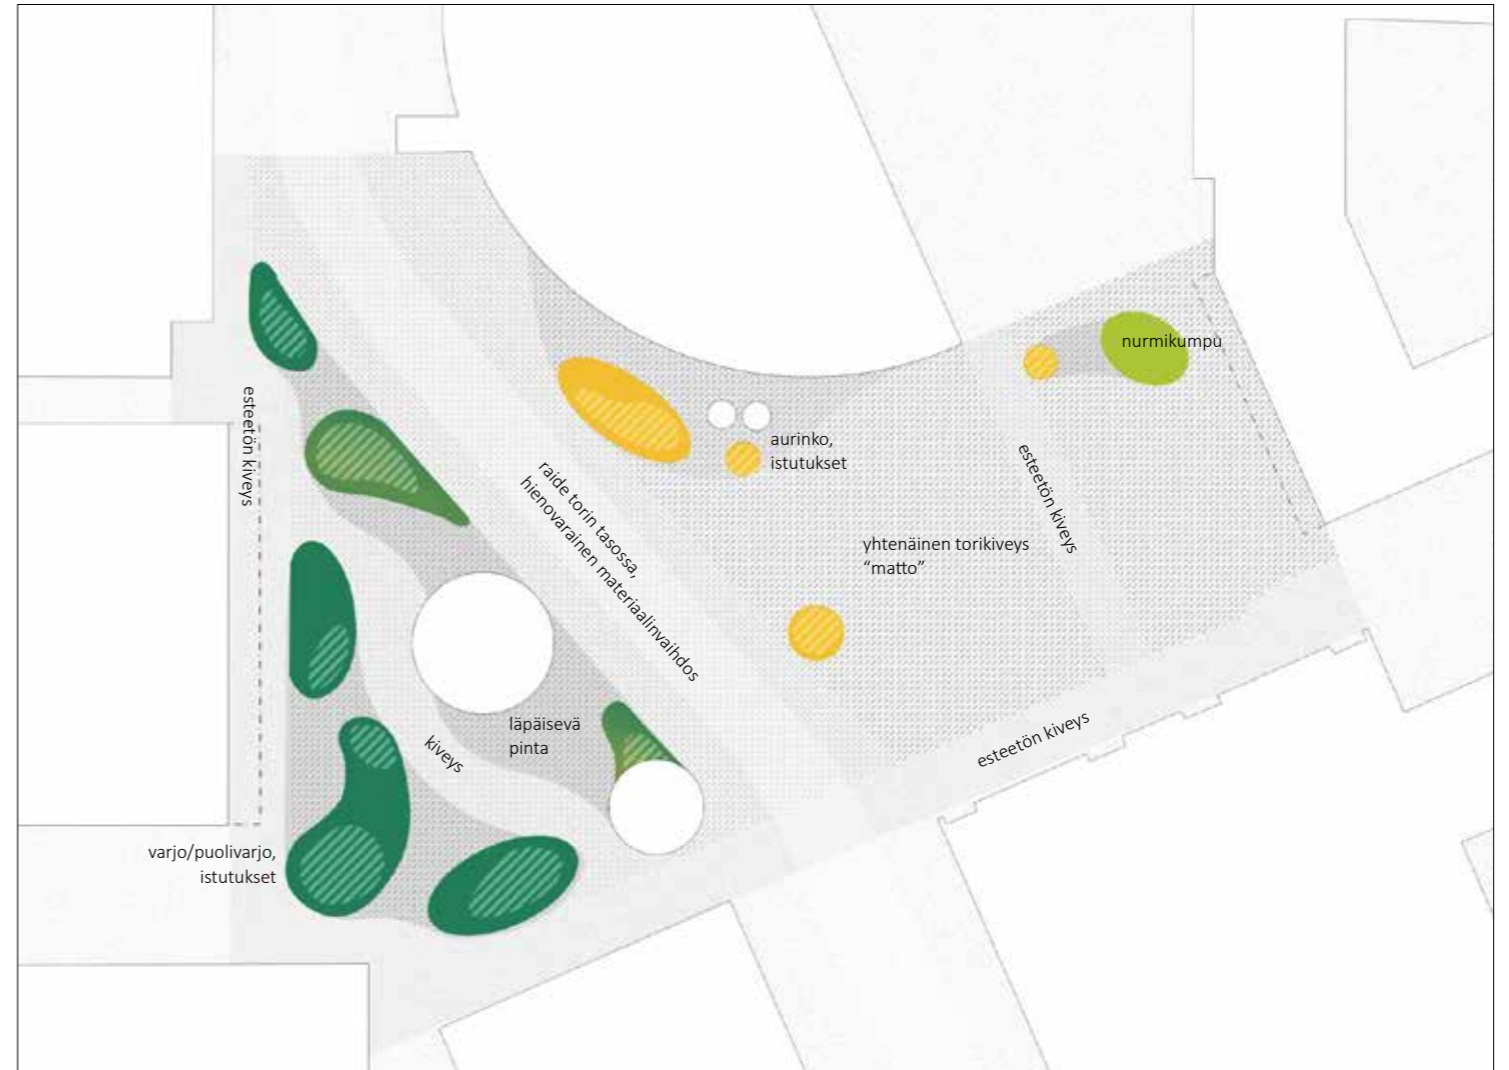 nurmikumpu
esteetön kiveys
aurinko,
istutukset
raide torin tasossa,
hienovarainen materiaalinvaihdos
esteetön kiveys
yhtenäinen torikiveys
“matto”
läpäisevä
pinta
kiveys
esteetön kiveys
varjo/puolivarjo,
istutukset